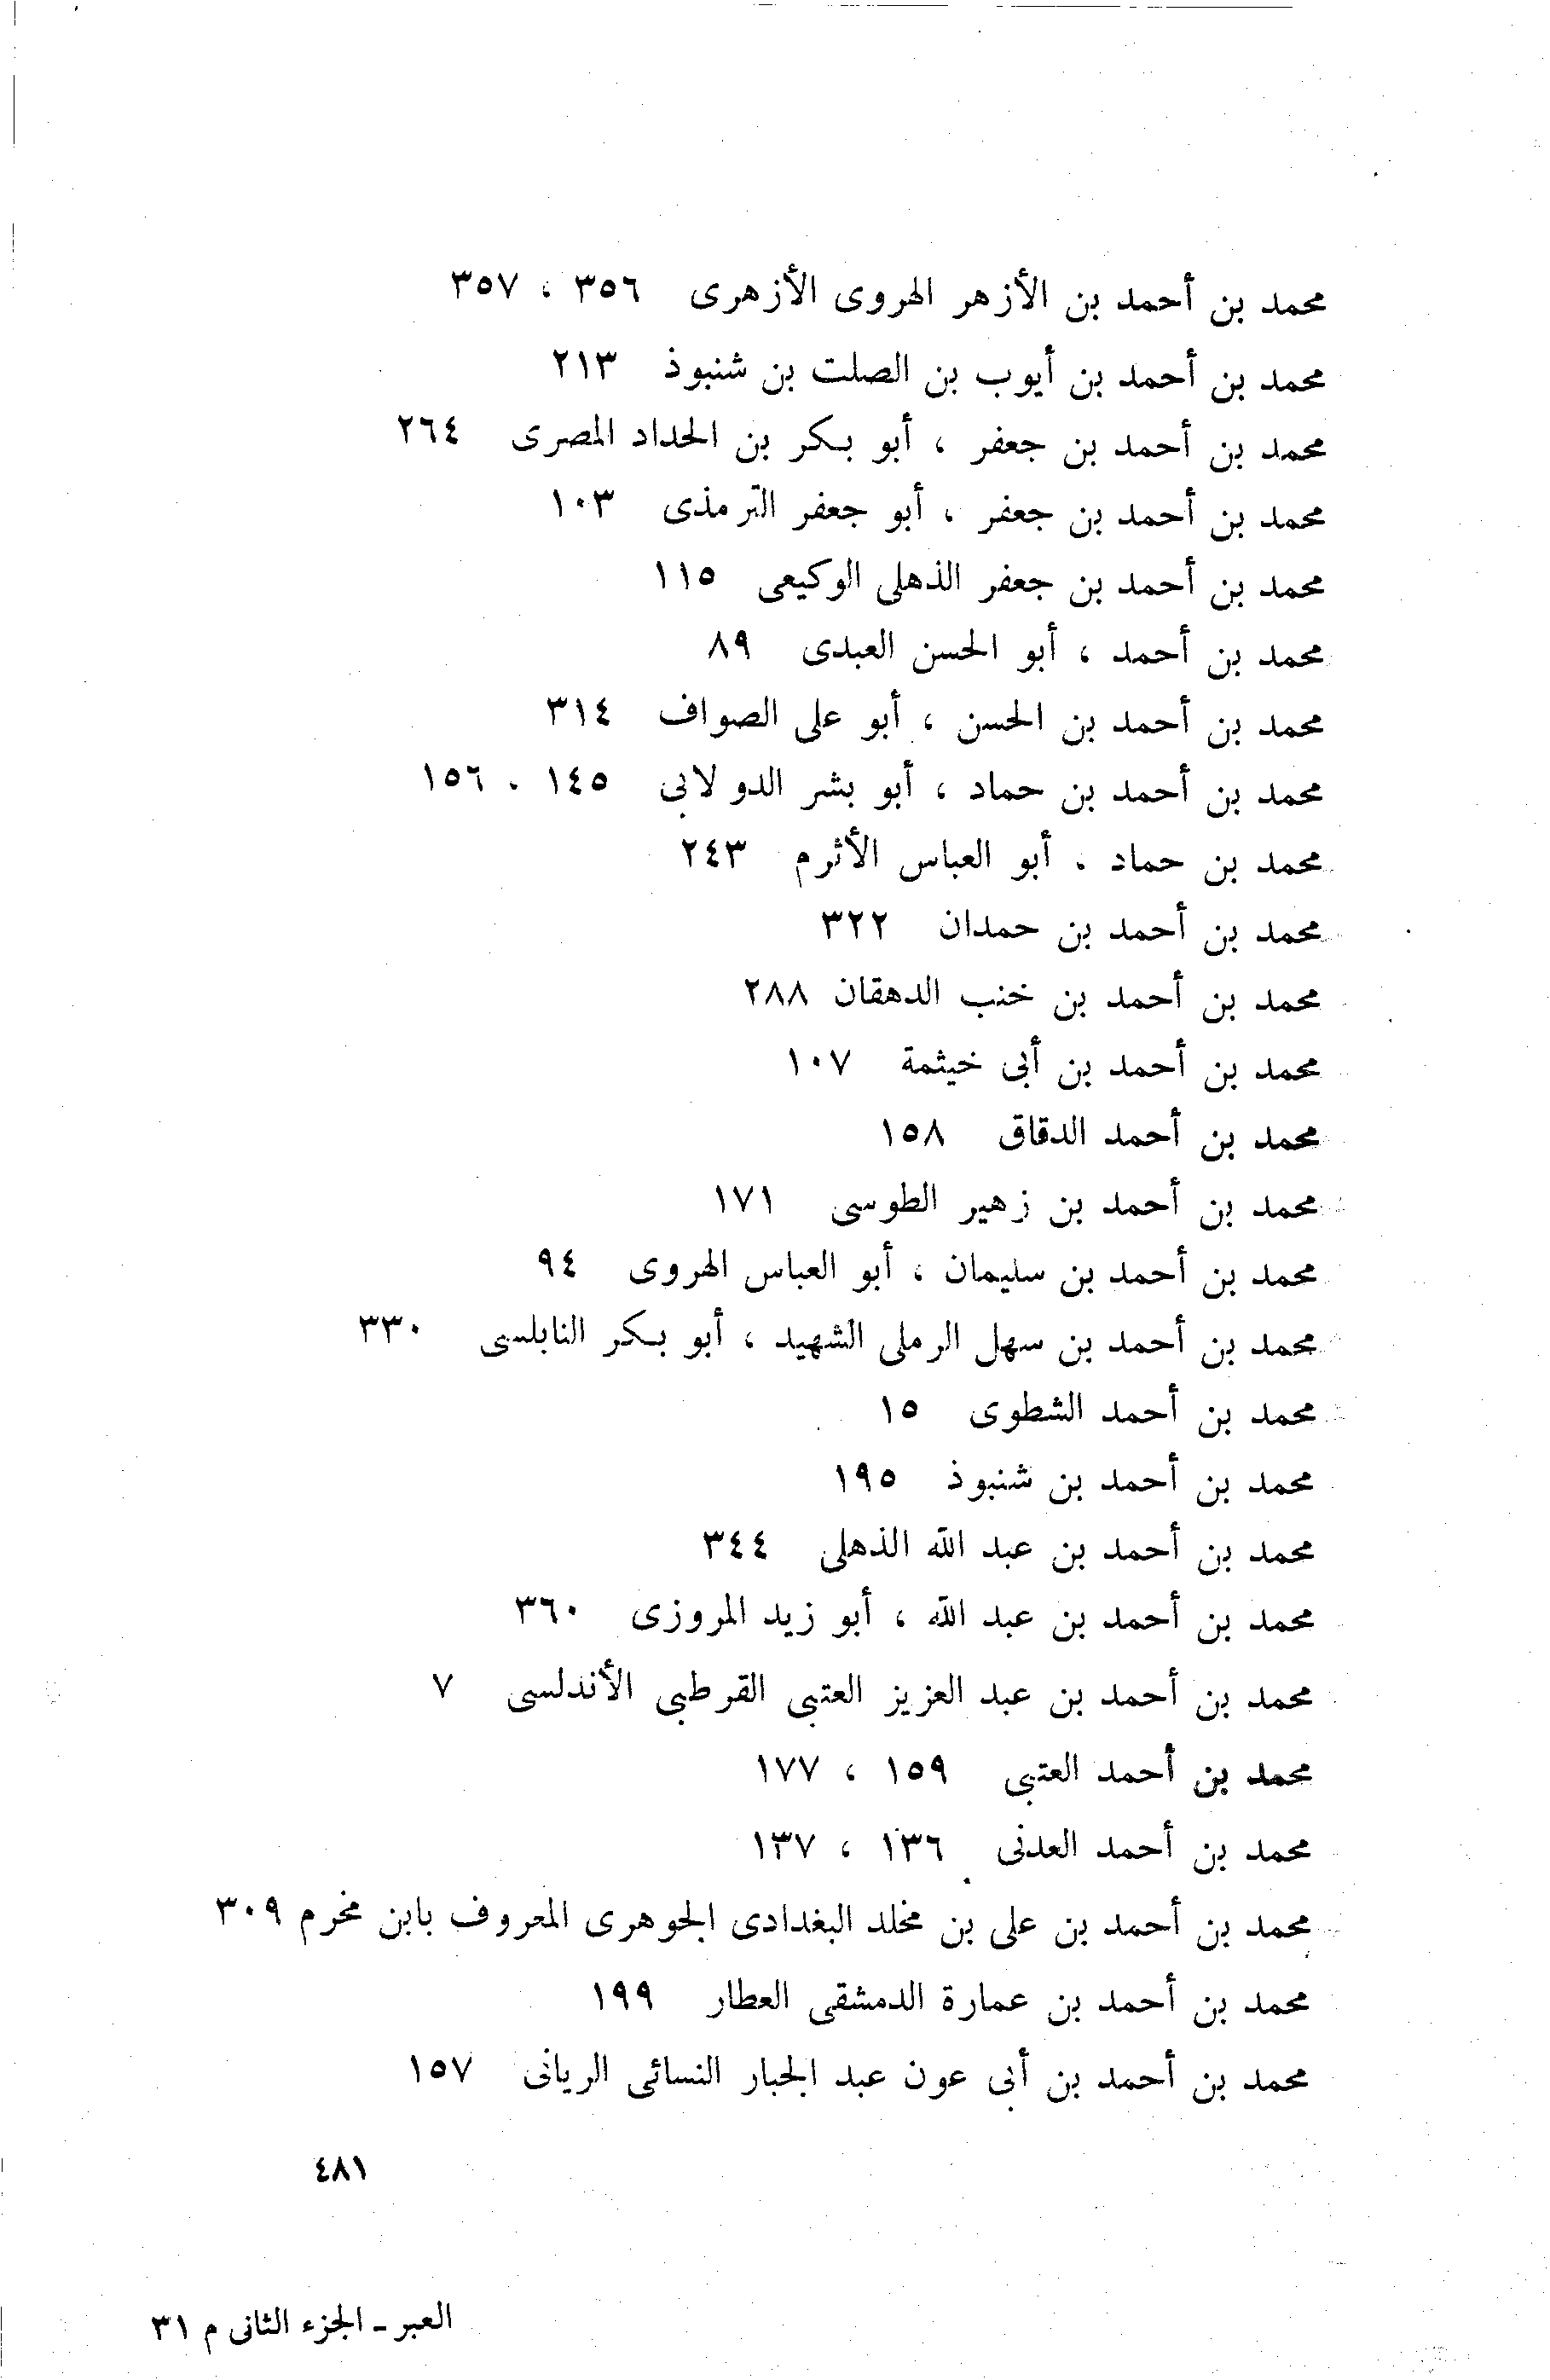 محمد بن أحمد بن الأزهر الهروى الأزهرى ٣٥٦ ، ٣٥٧
محمد بن أحمد بن أيوب بن الصلت بن شنبوذ ٢١٣
محمد بن أحمد بن جعفر ، أبو بكر بن الحداد المصرى ٢٦٤
محمد بن أحمد بن جعفر ، أبو جعفر الترمذى ١٠٣
محمد بن أحمد بن جعفر الذهلى الوكيعى ١١٥
محمد بن أحمد ، أبو الحسن العبدى ٨٩
محمد بن أحمد بن الحسن ، أبو على الصواف ٣١٤
محمد بن أحمد بن حماد ، أبو بشر الدولابى ١٤٥ ، ١٥٦
محمد بن حماد ، أبو العباس الأثرم ٢٤٣
محمد بن أحمد بن حمدان ٣٢٢
محمد بن أحمد بن خنب الدهقان ٢٨٨
محمد بن أحمد بن أبى خيثمة ١٠٧
محمد بن أحمد الدقاق ١٥٨
محمد بن أحمد بن زهير الطوسى ١٧١
محمد بن أحمد بن سليمان ، أبو العباس الهروى ٩٤
محمد بن أحمد بن سهل الرملى الشهيد ، أبو بكر النابلسى ٣٣٠
محمد بن أحمد الشطوى ١٥
محمد بن أحمد بن شنبوذ ١٩٥
محمد بن أحمد بن عبد الله الذهلى ٣٤٤
محمد بن أحمد بن عبد الله ، أبو زيد المروزى ٣٦٠
محمد بن أحمد بن عبد العزيز العتبى القرطبى الأندلسى ٧
محمد بن أحمد العتبى ١٥٩ ، ١٧٧
محمد بن أحمد العدنى ١٣٦ ، ١٣٧
محمد بن أحمد بن على بن مخلد البغدادى الجوهرى المعروف بابن مخرم ٣٠٩
محمد بن أحمد بن عمارة الدمشقى العطار ١٩٩
محمد بن أحمد بن أبى عون عبد الجبار النسائى الريانى ١٥٧
٤٨١
العبر - الجزء الثانى م ٣١